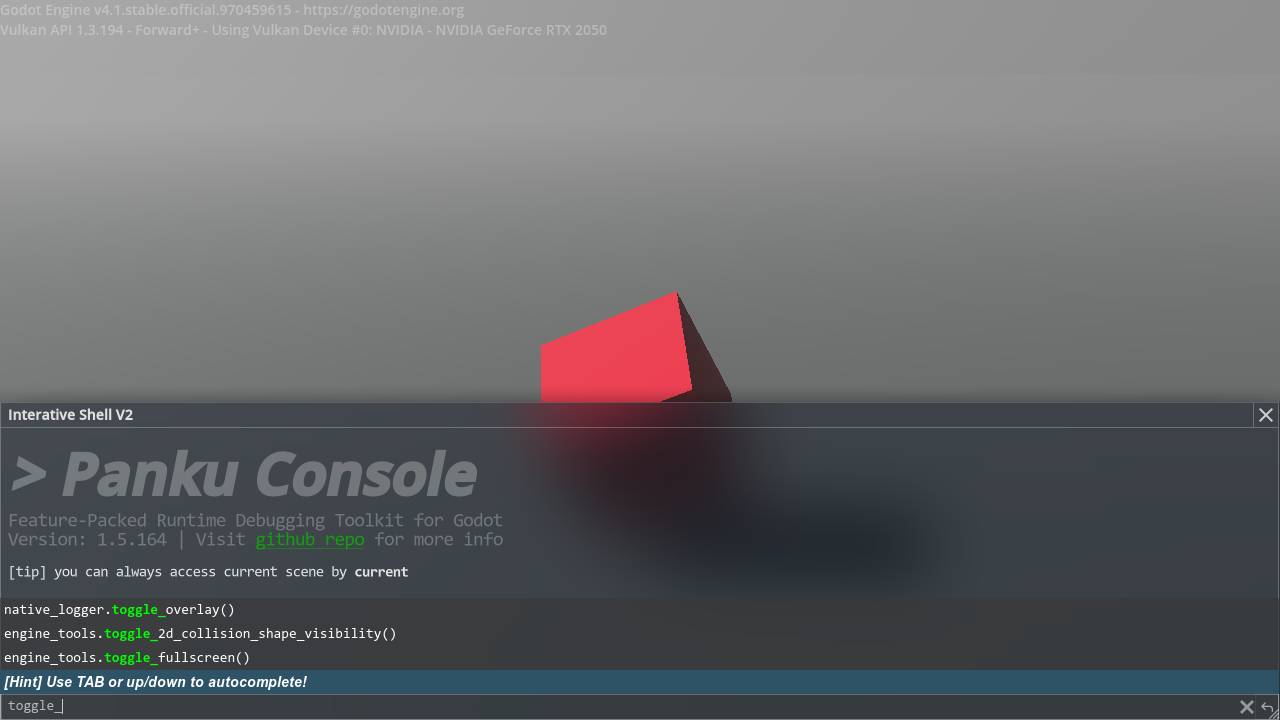 Godot Engine v4.1.stable.official.970459615 - https://godotengine.org
Vulkan API 1.3.194 - Forward+ - Using Vulkan Device #0: NVIDIA - NVIDIA GeForce RTX 2050
Interative Shell V2
> Panku Console
Feature-Packed Runtime Debugging Toolkit for Godot
Version: 1.5.164 | Visit github repo for more info
[tip] you can always access current scene by current
native_logger.toggle_overlay()
engine_tools.toggle_2d_collision_shape_visibility()
engine_tools.toggle_fullscreen()
[Hint] Use TAB or up/down to autocomplete!
toggle_